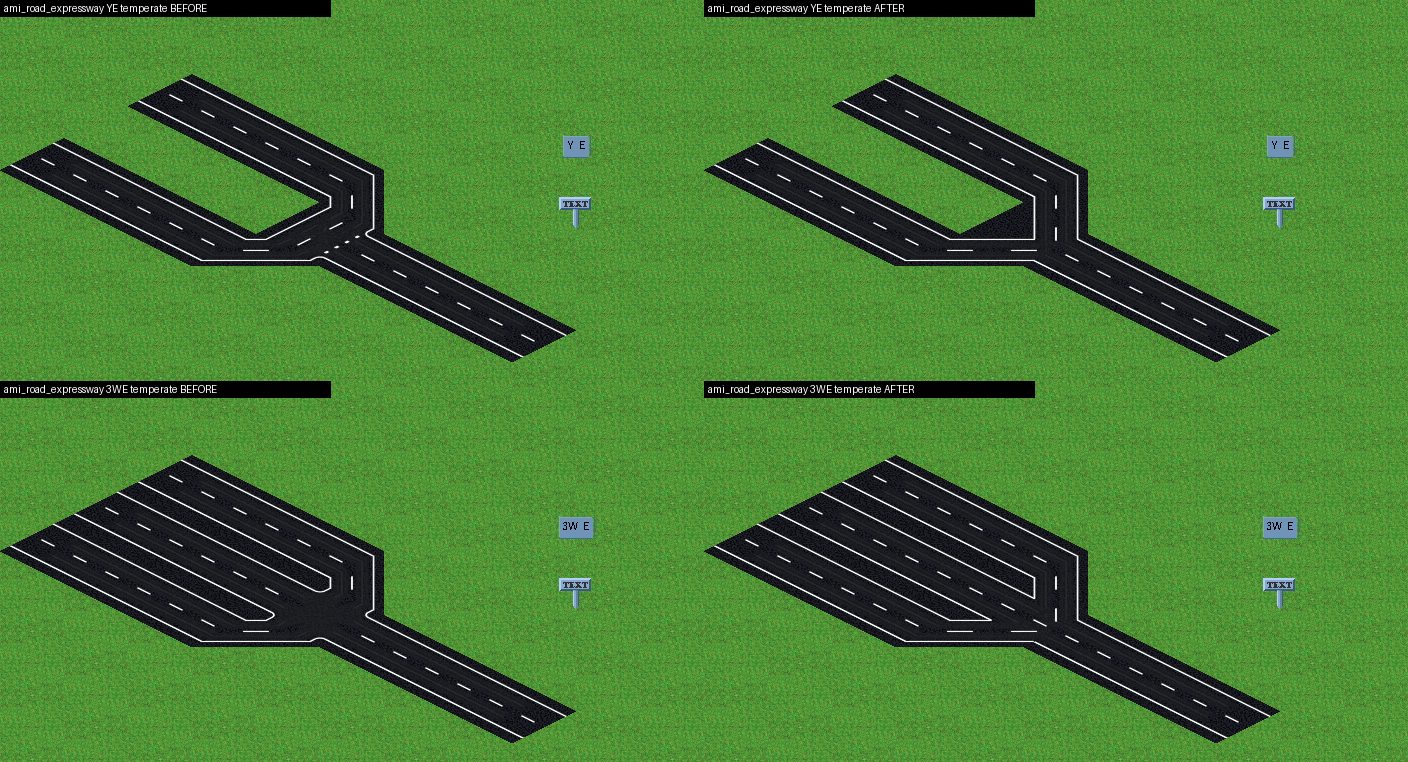 ami_road_expressway YE temperate BEFORE
ami_road_expressway YE temperate AFTER
Y E
Y E
TEXT
TEXT
ami_road_expressway 3WE temperate BEFORE
ami_road_expressway 3WE temperate AFTER
3W E
3W E
TEXT
TEXT